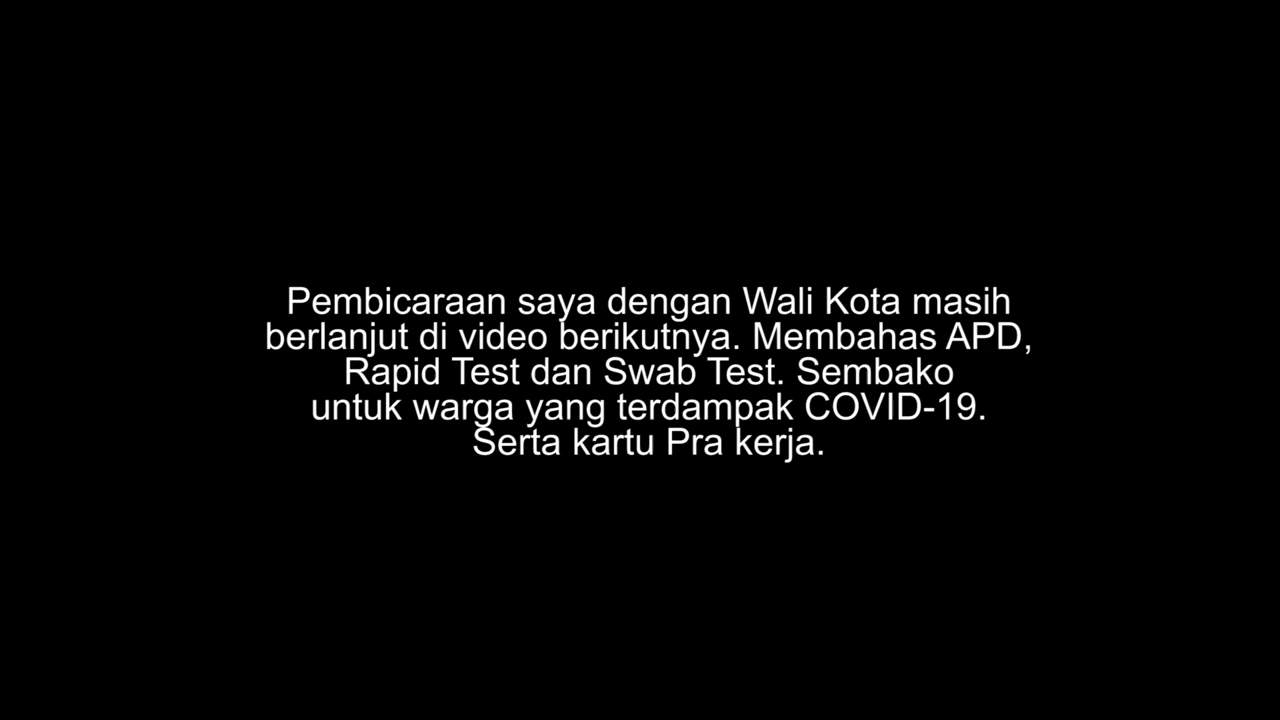 Pembicaraan saya dengan Wali Kota masih
berlanjut di video berikutnya. Membahas APD,
Rapid Test dan Swab Test. Sembako
untuk warga yang terdampak COVID-19.
Serta kartu Pra kerja.